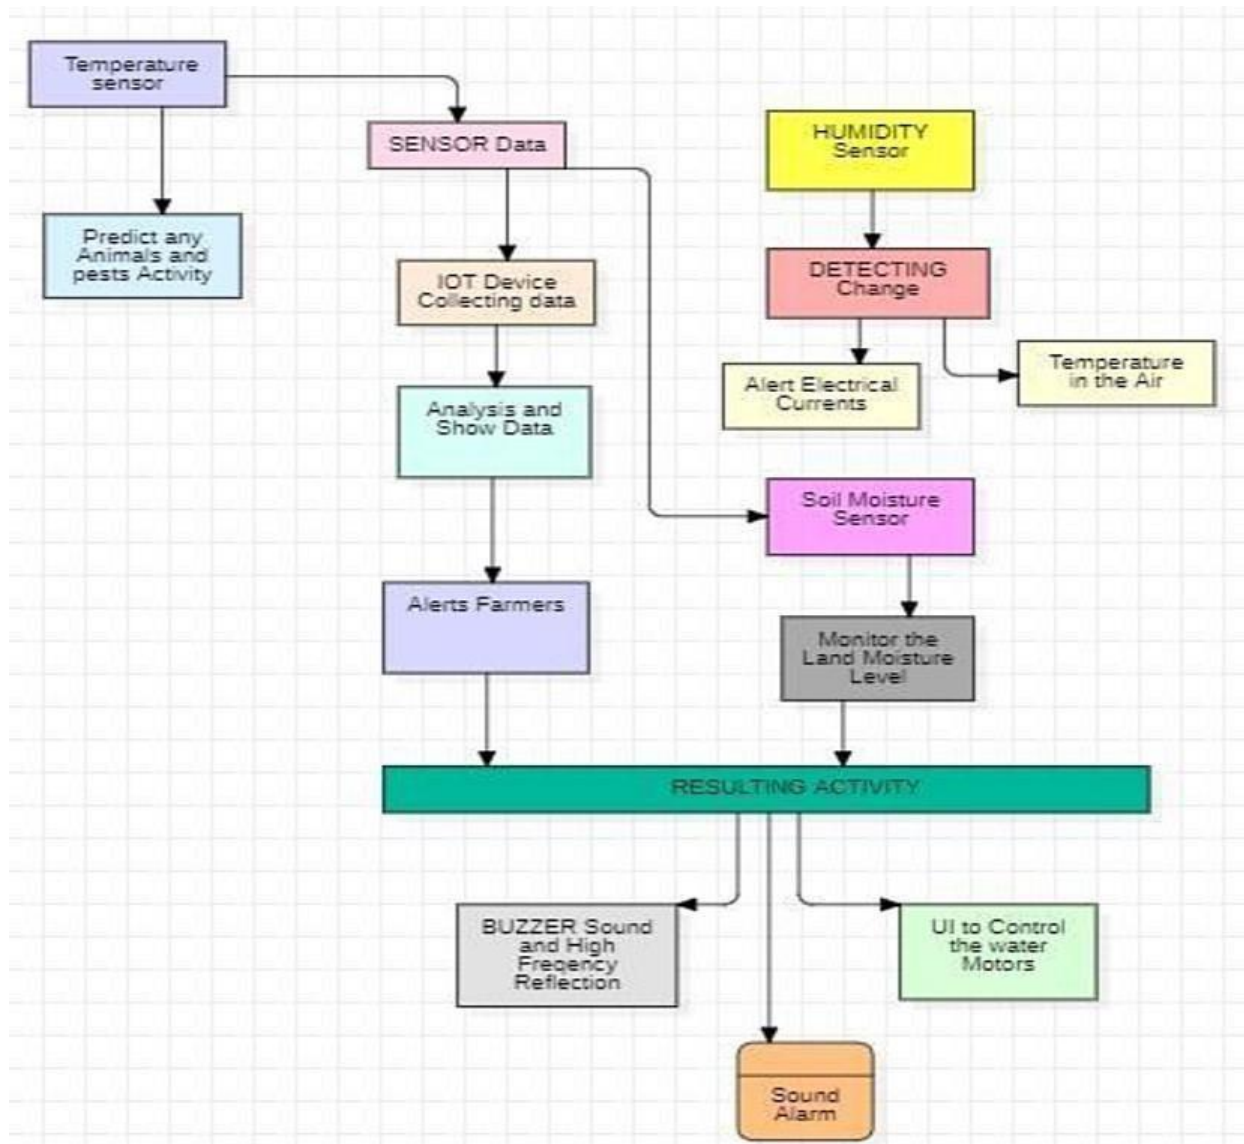 Temperature
sensor
SENSOR Data
HUMIDITY
Sensor
Predict any
Animals and
pests Activity
IOT Device
Collecting data
DETECTING
Change
Alert Electrical
Currents
Temperature
in the Air
Analysis and
Show Data
Soil Moisture
Sensor
Alerts Farmers
Monitor the
Land Moisture
Level
RESULTING ACTIVITY
BUZZER Sound
and High
Freqency
Reflection
UI to Control
the water
Motors
Sound
Alarm